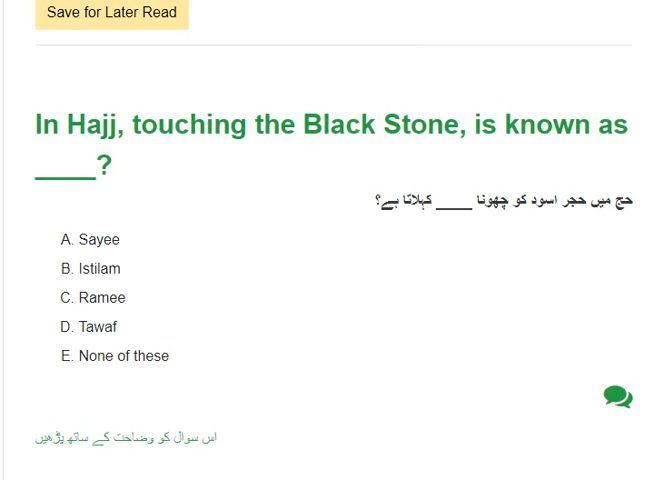 Save for Later Read
In Hajj, touching the Black Stone, is known as
____?
حج میں حجر اسود کو چھونا ____ کہلاتا ہے؟
A. Sayee
B. Istilam
C. Ramee
D. Tawaf
E. None of these
اس سوال کو وضاحت کے ساتھ پڑھیں